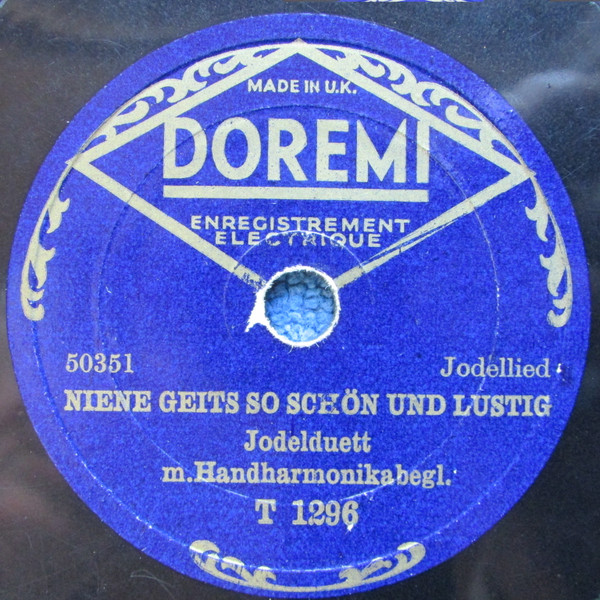 MADE IN U.K.
DOREMI
ENREGISTREMENT
ELECTRIQUE
50351 Jodellied
NIENE GEITS SO SCHÖN UND LUSTIG
Jodelduett
m.Handharmonikabegl.
T 1296